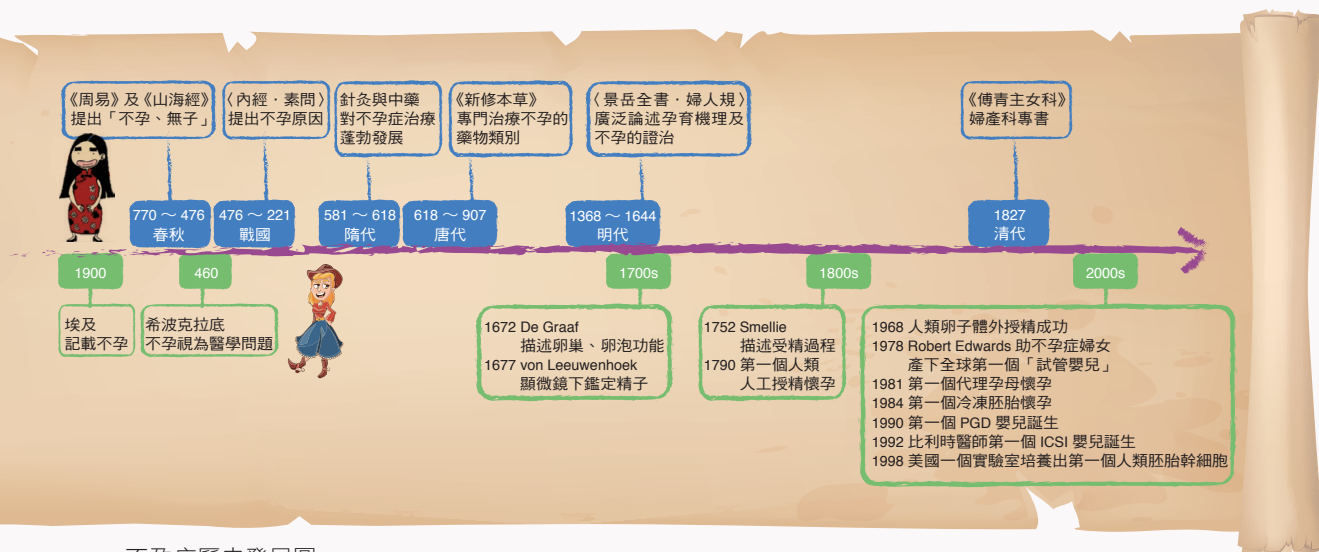 《周易》及《山海經》
提出「不孕、無子」
〈內經．素問〉
提出不孕原因
針灸與中藥
對不孕症治療
蓬勃發展
《新修本草》
專門治療不孕的
藥物類別
〈景岳全書．婦人規〉
廣泛論述孕育機理及
不孕的證治
《傅青主女科》
婦產科專書
770 ～ 476
春秋
476 ～ 221
戰國
581 ～ 618
隋代
618 ～ 907
唐代
1368 ～ 1644
明代
1827
清代
1900
460
1700s
1800s
2000s
埃及
記載不孕
希波克拉底
不孕視為醫學問題
1672 De Graaf
描述卵巢、卵泡功能
1677 von Leeuwenhoek
顯微鏡下鑑定精子
1752 Smellie
描述受精過程
1790 第一個人類
人工授精懷孕
1968 人類卵子體外授精成功
1978 Robert Edwards 助不孕症婦女
產下全球第一個「試管嬰兒」
1981 第一個代理孕母懷孕
1984 第一個冷凍胚胎懷孕
1990 第一個 PGD 嬰兒誕生
1992 比利時醫師第一個 ICSI 嬰兒誕生
1998 美國一個實驗室培養出第一個人類胚胎幹細胞